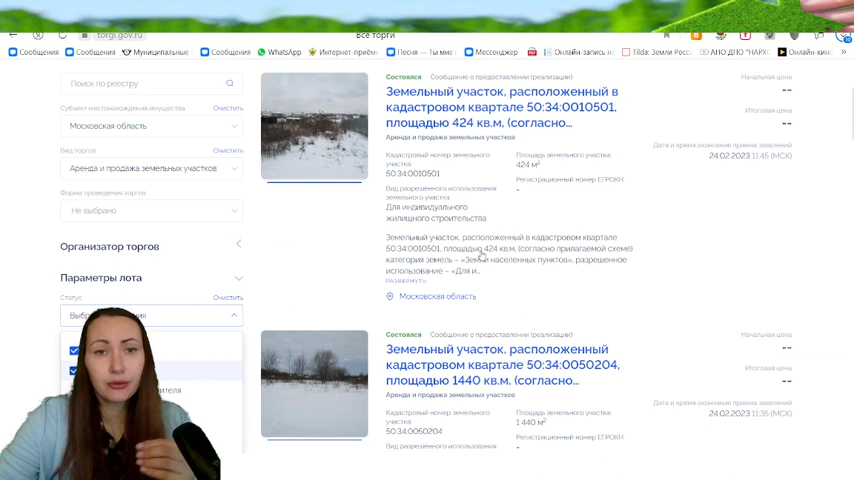 torgi.gov.ru
Все торги
Сообщения
Сообщения
Муниципальные
Сообщения
WhatsApp
Интернет-приём
Песня — Ты мне
Мессенджер
Онлайн-запись н
Tilda: Земли Росс
АНО ДПО "НАРХ
Онлайн-кин
»
Поиск по реестру
Субъект местонахождения имущества
Очистить
Московская область
Вид торгов
Очистить
Аренда и продажа земельных участков
Форма проведения торгов
Не выбрано
Организатор торгов
Параметры лота
Статус
Очистить
Состоялся
Сообщение о предоставлении (реализации)
Земельный участок, расположенный в
кадастровом квартале 50:34:0010501,
площадью 424 кв.м, (согласно...
Аренда и продажа земельных участков
Кадастровый номер земельного
участка
50:34:0010501
Площадь земельного участка
424 м²
Вид разрешённого использования
земельного участка
Для индивидуального
жилищного строительства
Регистрационный номер ЕГРОКН:
-
Земельный участок, расположенный в кадастровом квартале
50:34:0010501, площадью 424 кв.м, (согласно прилагаемой схеме)
категория земель – «Земли населенных пунктов», разрешенное
использование – «Для и..
РАЗВЕРНУТЬ
Московская область
Начальная цена
--
Итоговая цена
--
Дата и время окончания приема заявлений
24.02.2023 11:45 (МСК)
Состоялся
Сообщение о предоставлении (реализации)
Земельный участок, расположенный
кадастровом квартале 50:34:0050204,
площадью 1440 кв.м, (согласно...
Аренда и продажа земельных участков
Кадастровый номер земельного
участка
50:34:0050204
Площадь земельного участка
1 440 м²
Вид разрешённого использования
Регистрационный номер ЕГРОКН:
-
Начальная цена
--
Итоговая цена
--
Дата и время окончания приема заявлений
24.02.2023 11:35 (МСК)